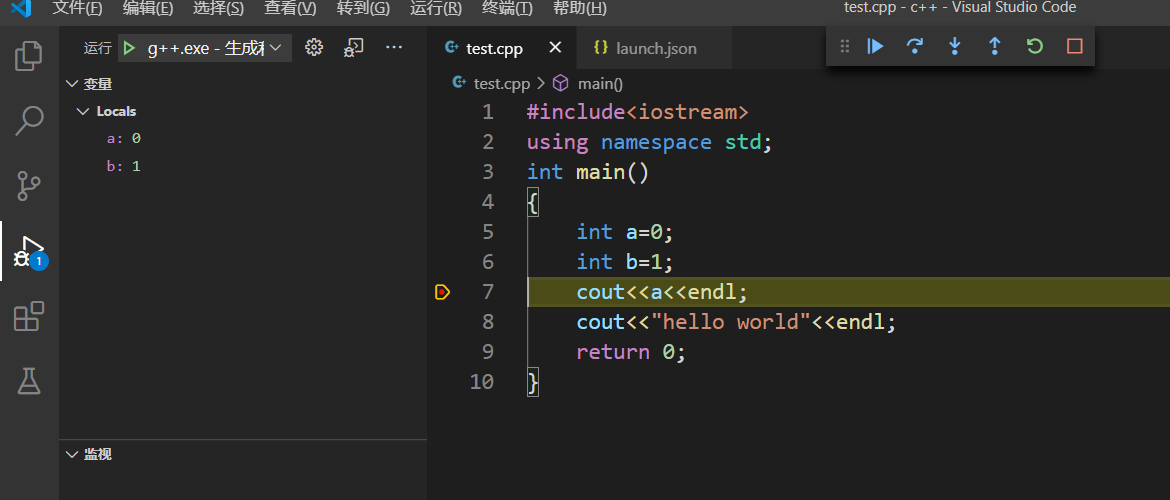 文件(F) 编辑(E) 选择(S) 查看(V) 转到(G) 运行(R) 终端(T) 帮助(H) test.cpp - c++ - Visual Studio Code
运行 g++.exe - 生成
test.cpp launch.json
变量
Locals
a: 0
b: 1
监视
1
test.cpp > main()
1 #include<iostream>
2 using namespace std;
3 int main()
4 {
5 int a=0;
6 int b=1;
7 cout<<a<<endl;
8 cout<<"hello world"<<endl;
9 return 0;
10 }